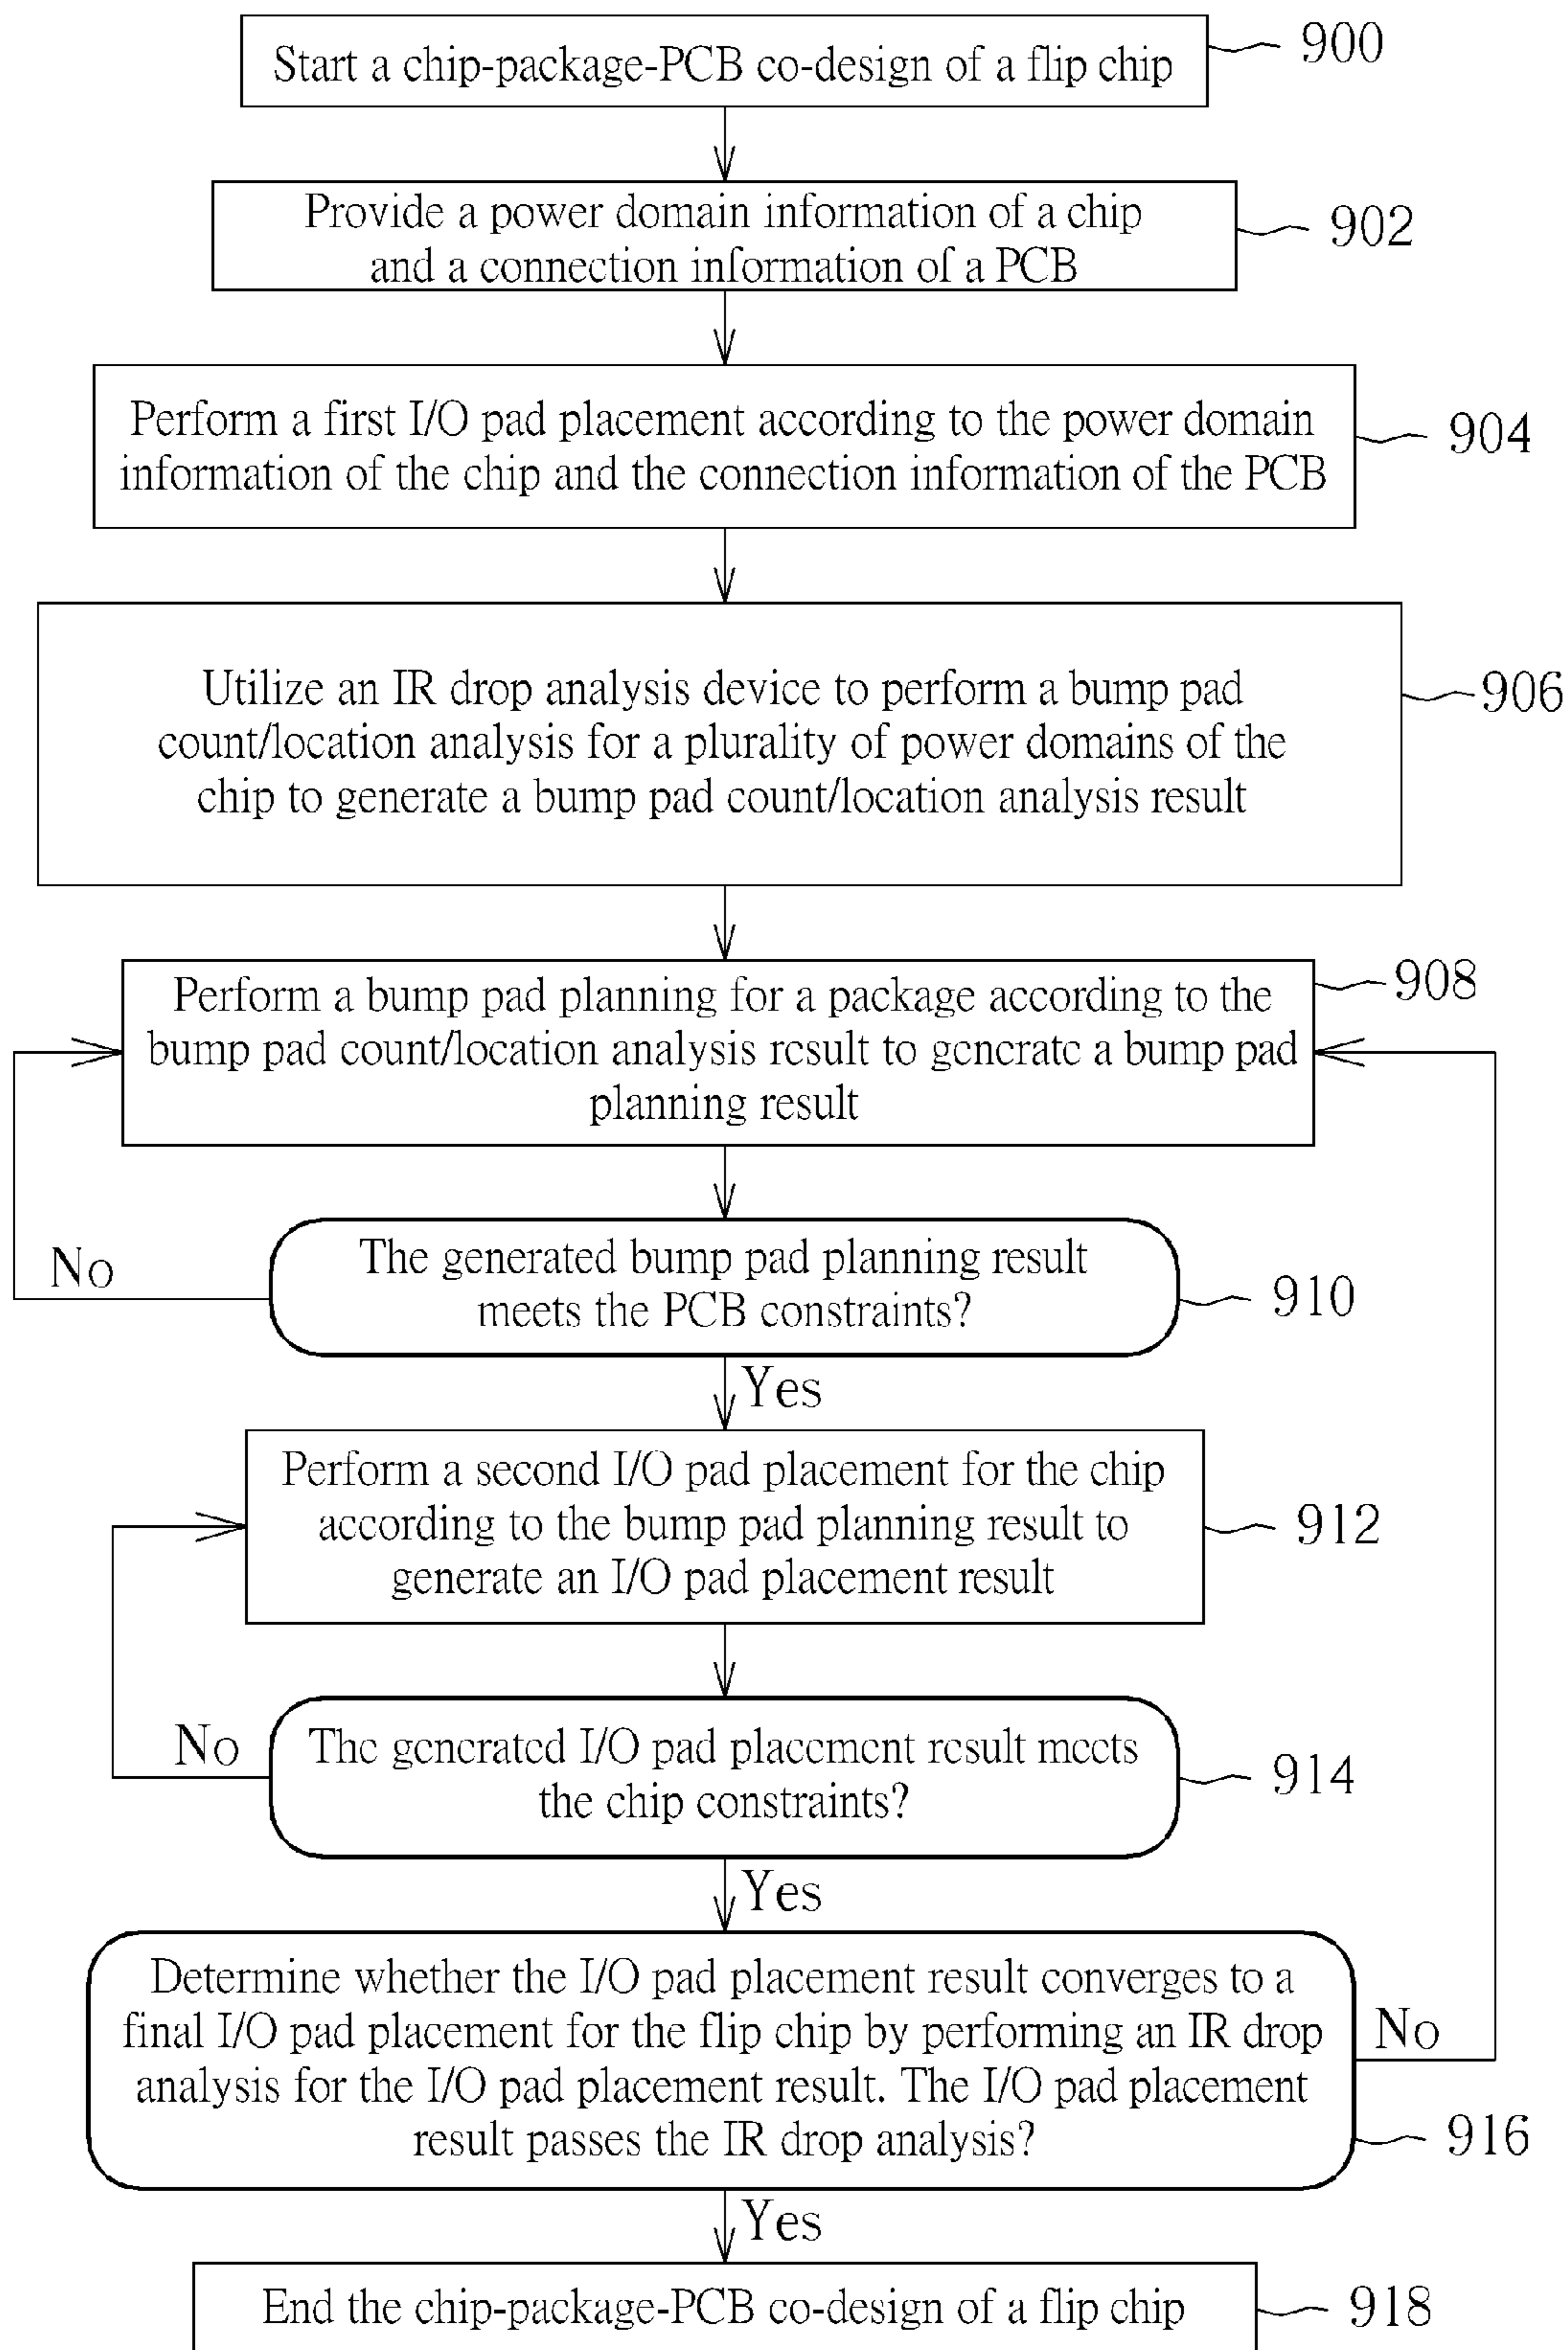 Start a chip-package-PCB co-design of a flip chip
900
Provide a power domain information of a chip
and a connection information of a PCB
902
Perform a first I/O pad placement according to the power domain
information of the chip and the connection information of the PCB
904
Utilize an IR drop analysis device to perform a bump pad
count/location analysis for a plurality of power domains of the
chip to generate a bump pad count/location analysis result
906
Perform a bump pad planning for a package according to the
bump pad count/location analysis result to generate a bump pad
planning result
908
The generated bump pad planning result
meets the PCB constraints?
910
No
Yes
Perform a second I/O pad placement for the chip
according to the bump pad planning result to
generate an I/O pad placement result
912
The generated I/O pad placement result meets
the chip constraints?
914
No
Yes
Determine whether the I/O pad placement result converges to a
final I/O pad placement for the flip chip by performing an IR drop
analysis for the I/O pad placement result. The I/O pad placement
result passes the IR drop analysis?
916
No
Yes
End the chip-package-PCB co-design of a flip chip
918